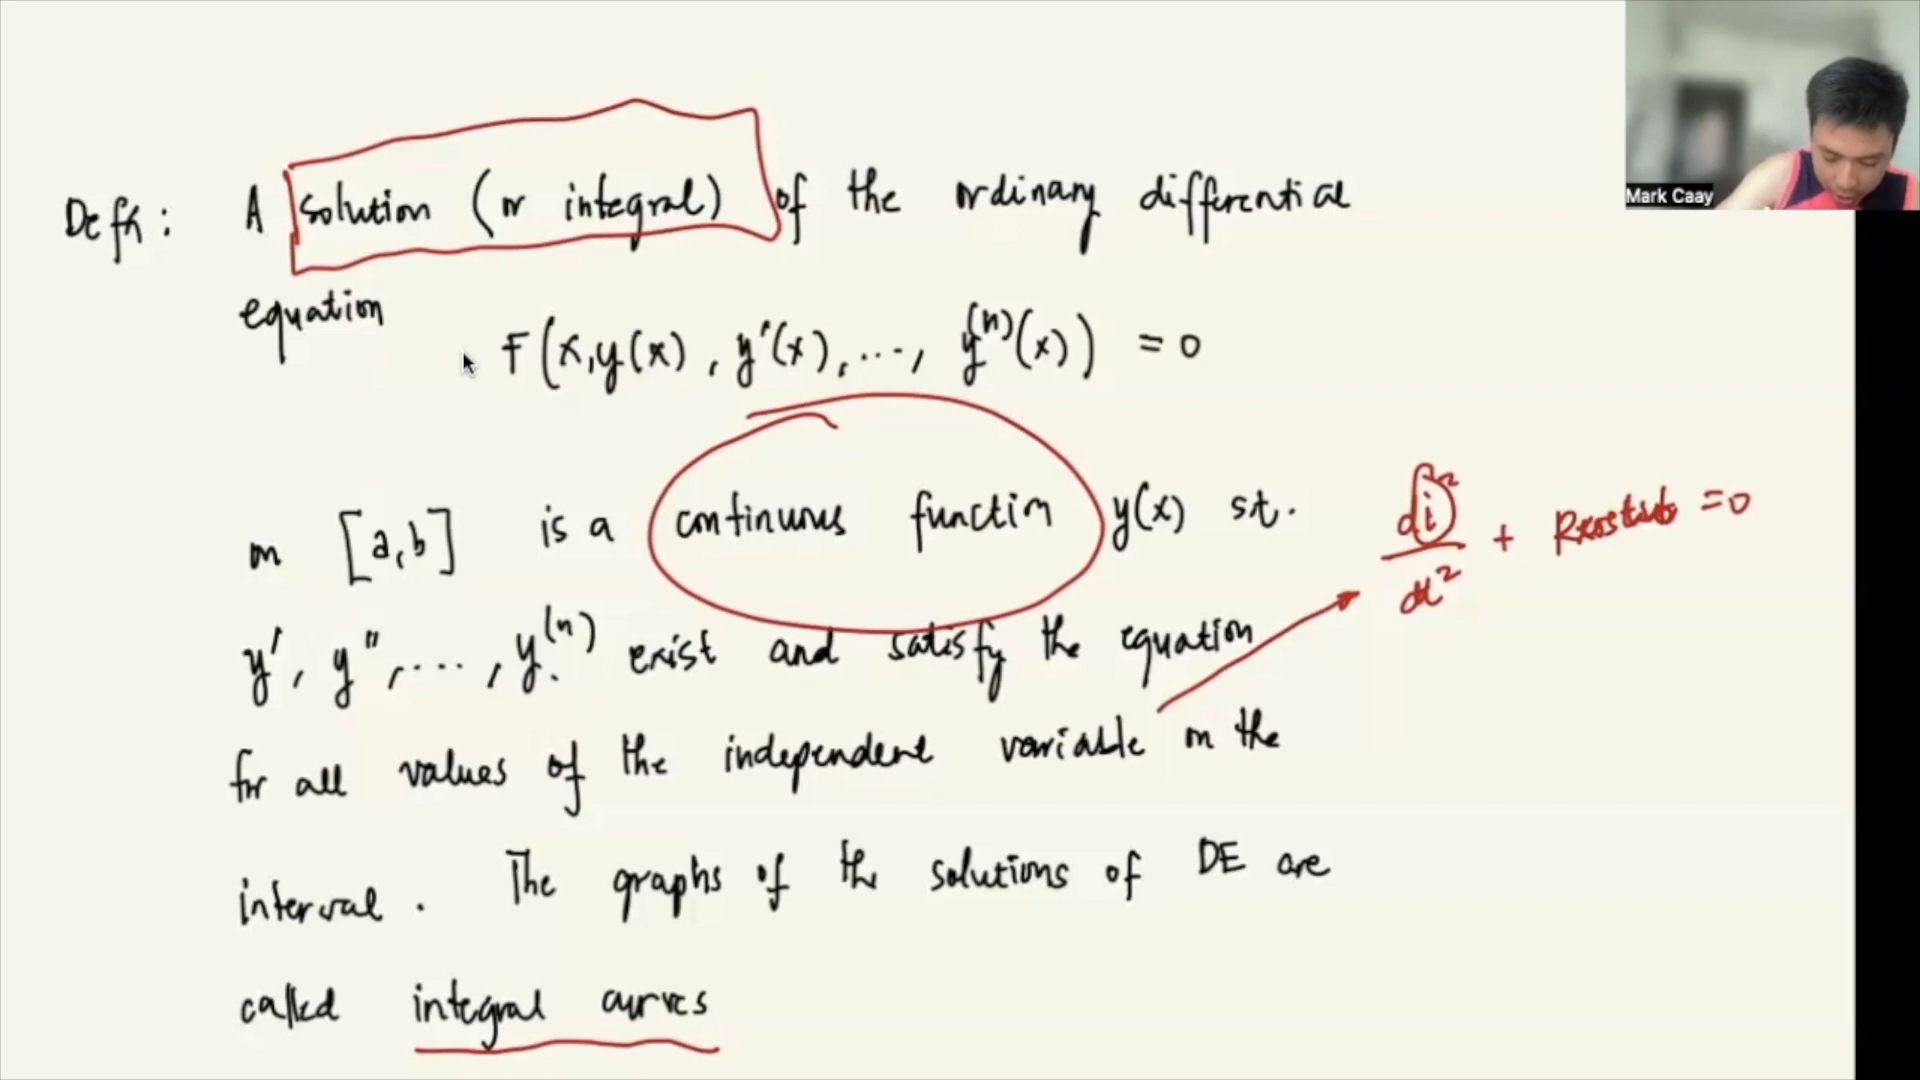 Mark Caay
Defn: A solution (or integral) of the ordinary differential
equation
F(x,y(x), y'(x),..., y^(n)(x)) = 0
on [a,b] is a continuous function y(x) st.
y', y'',..., y^(n) exist and satisfy the equation
for all values of the independent variable on the
interval. The graphs of the solutions of DE are
called integral curves
+ = 0